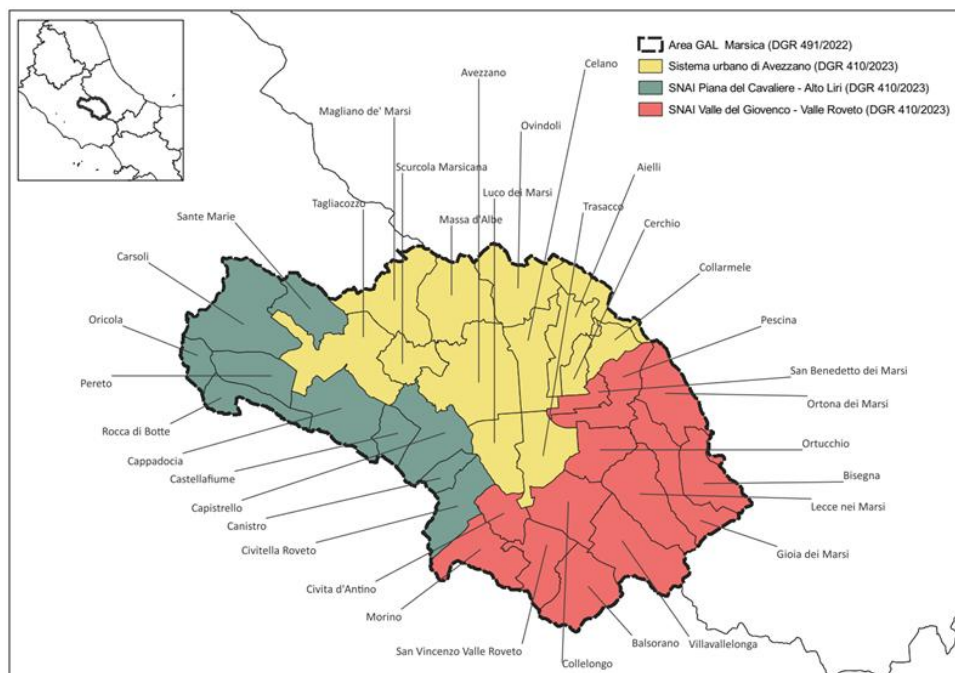 Area GAL Marsica (DGR 491/2022)
Sistema urbano di Avezzano (DGR 410/2023)
SNAI Piana del Cavaliere - Alto Liri (DGR 410/2023)
SNAI Valle del Giovenco - Valle Roveto (DGR 410/2023)
Celano
Avezzano
Magliano de' Marsi
Ovindoli
Scurcola Marsicana
Aielli
Luco dei Marsi
Tagliacozzo
Trasacco
Massa d'Albe
Sante Marie
Cerchio
Carsoli
Collarmele
Oricola
Pescina
San Benedetto dei Marsi
Pereto
Ortona dei Marsi
Rocca di Botte
Ortucchio
Cappadocia
Bisegna
Castellafiume
Lecce nei Marsi
Capistrello
Canistro
Gioia dei Marsi
Civitella Roveto
Civita d'Antino
Morino
Villavallelonga
Balsorano
San Vincenzo Valle Roveto
Collelongo